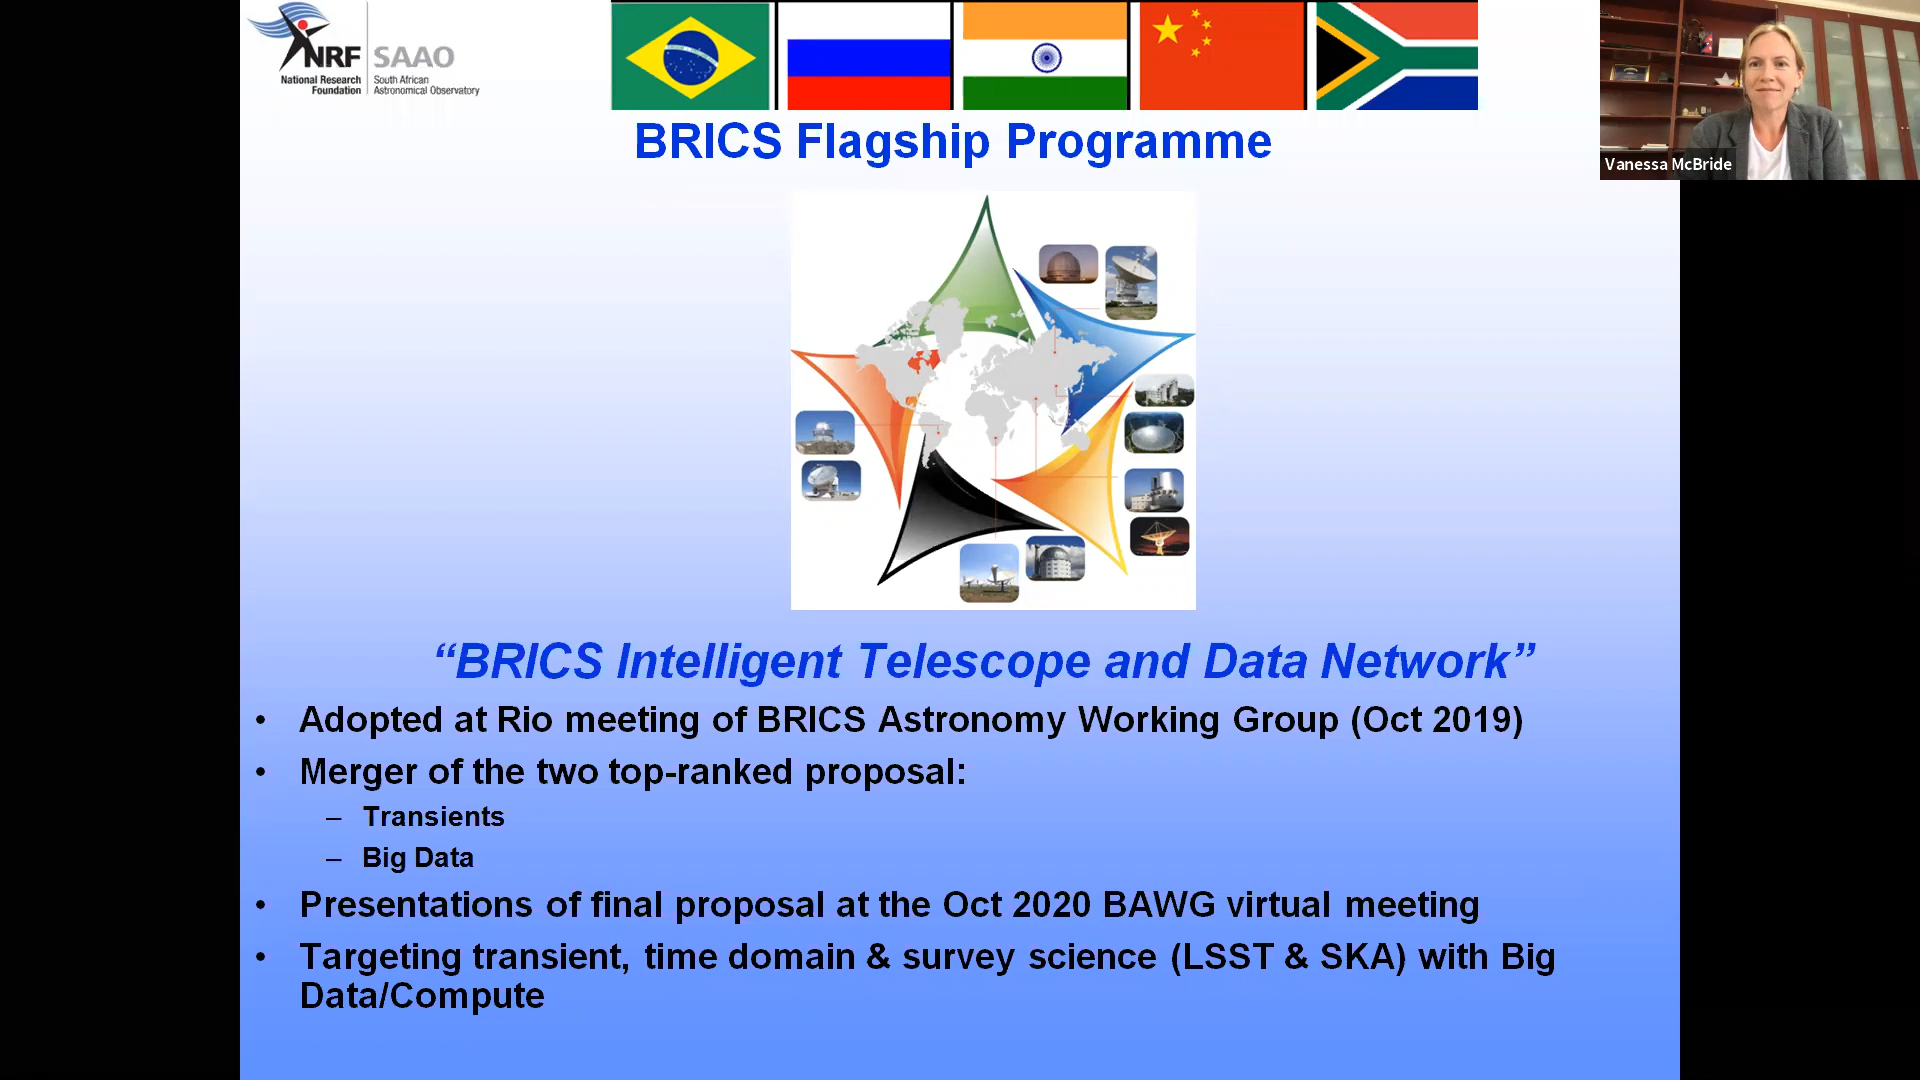 NRF SAAO
National Research Foundation
South African Astronomical Observatory
Vanessa McBride
BRICS Flagship Programme
“BRICS Intelligent Telescope and Data Network”
• Adopted at Rio meeting of BRICS Astronomy Working Group (Oct 2019)
• Merger of the two top-ranked proposal:
– Transients
– Big Data
• Presentations of final proposal at the Oct 2020 BAWG virtual meeting
• Targeting transient, time domain & survey science (LSST & SKA) with Big
Data/Compute